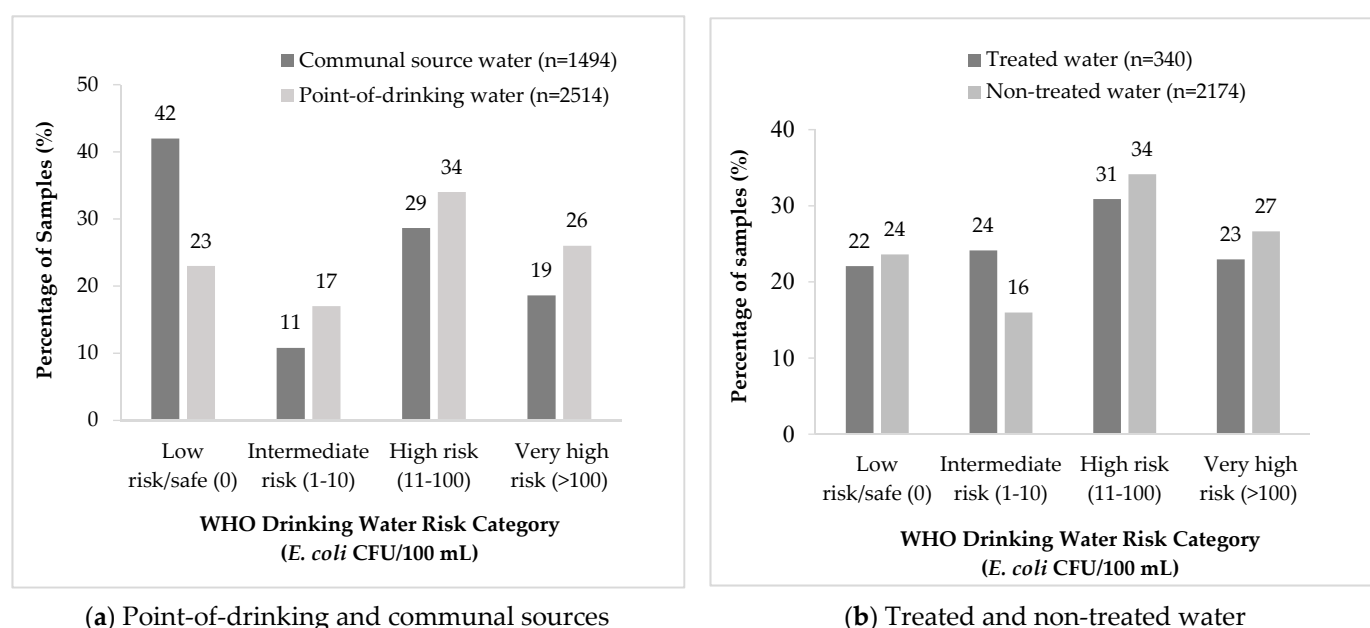 Communal source water (n=1494)
Point-of-drinking water (n=2514)
Percentage of Samples (%)
50
40
30
20
10
0
42
23
11
17
29
34
19
26
Low
risk/safe (0)
Intermediate
risk (1-10)
High risk
(11-100)
Very high
risk (>100)
WHO Drinking Water Risk Category
(E. coli CFU/100 mL)
(a) Point-of-drinking and communal sources
Treated water (n=340)
Non-treated water (n=2174)
Percentage of samples (%)
40
30
20
10
0
22
24
24
16
31
34
23
27
Low
risk/safe (0)
Intermediate
risk (1-10)
High risk
(11-100)
Very high
risk (>100)
WHO Drinking Water Risk Category
(E. coli CFU/100 mL)
(b) Treated and non-treated water